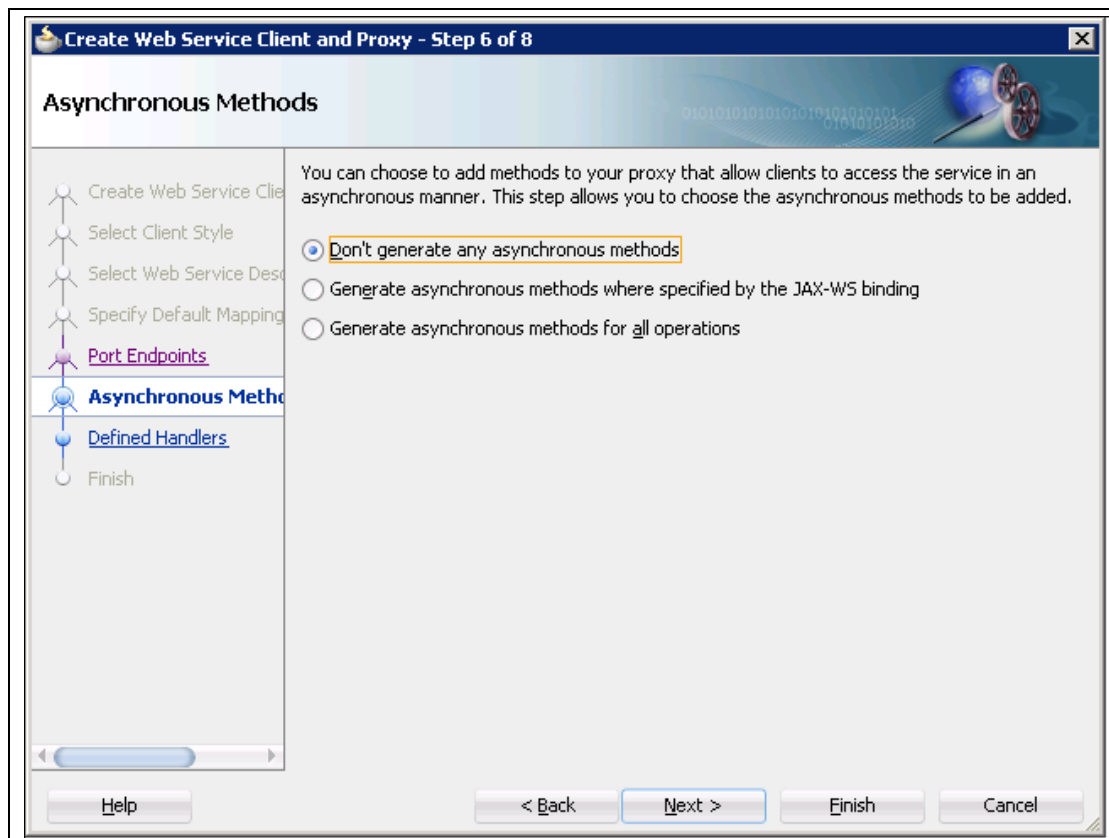 Create Web Service Client and Proxy - Step 6 of 8
Asynchronous Methods
Create Web Service Clie
Select Client Style
Select Web Service Desc
Specify Default Mapping
Port Endpoints
Asynchronous Metho
Defined Handlers
Finish
You can choose to add methods to your proxy that allow clients to access the service in an
asynchronous manner. This step allows you to choose the asynchronous methods to be added.
Don't generate any asynchronous methods
Generate asynchronous methods where specified by the JAX-WS binding
Generate asynchronous methods for all operations
Help
< Back
Next >
Finish
Cancel